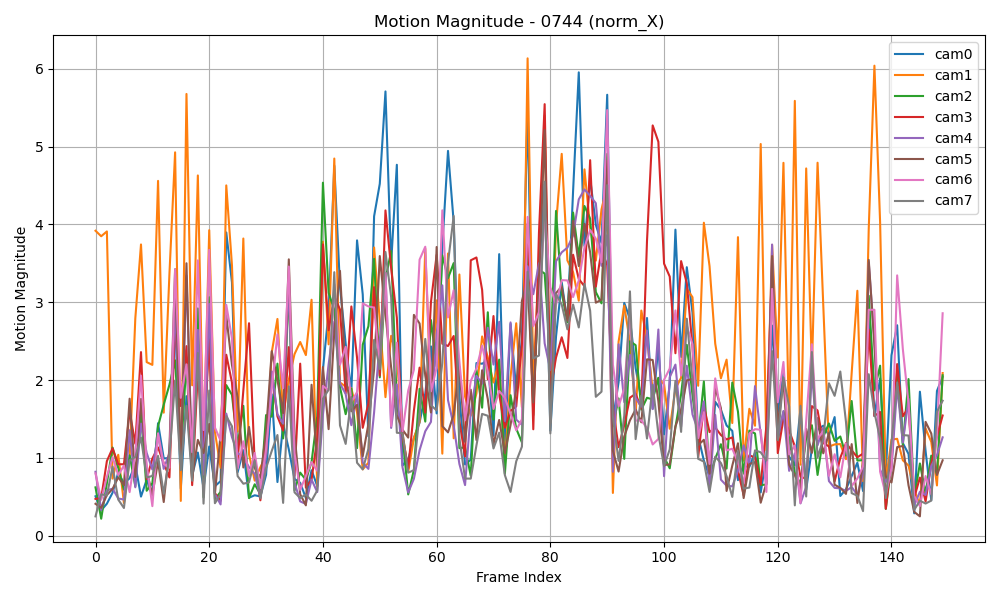 Motion Magnitude - 0744 (norm_X)
Motion Magnitude
6
5
4
3
2
1
0
0 20 40 60 80 100 120 140
Frame Index
cam0
cam1
cam2
cam3
cam4
cam5
cam6
cam7